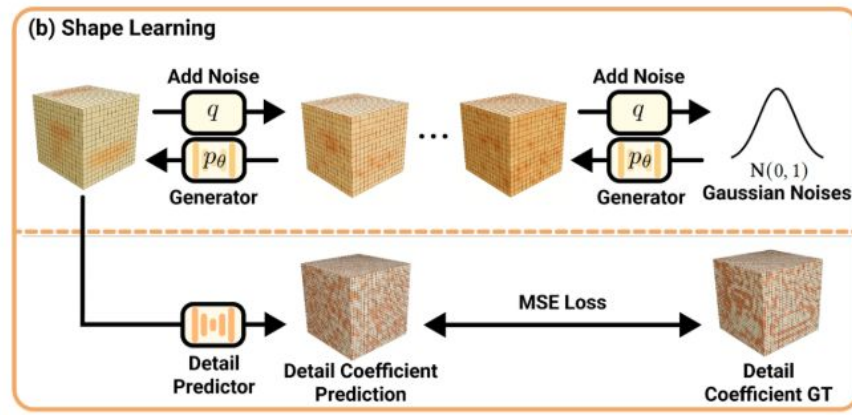 (b) Shape Learning
Add Noise
q
p_θ
Generator
...
Add Noise
q
p_θ
Generator
N(0, 1)
Gaussian Noises
Detail
Predictor
Detail Coefficient
Prediction
MSE Loss
Detail
Coefficient GT